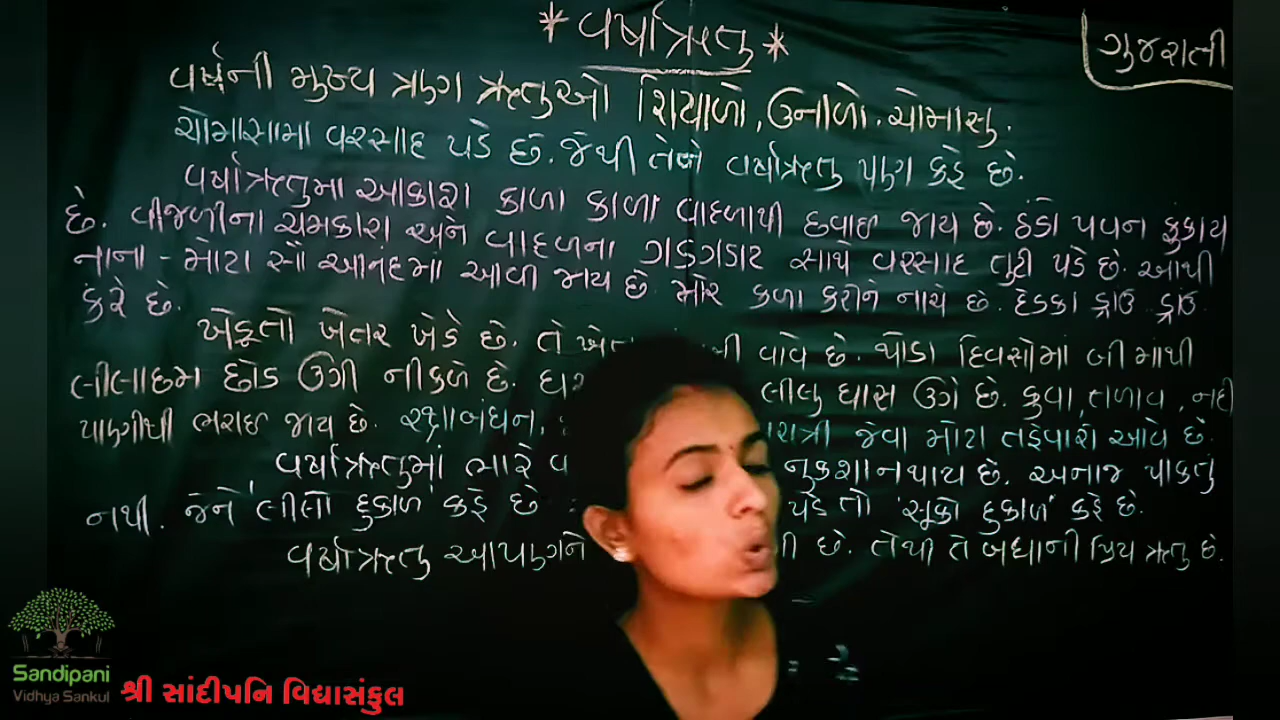 * વર્ષાઋતુ *
ગુજરાતી
વર્ષની મુખ્ય ત્રણ ઋતુઓ શિયાળો, ઉનાળો. ચોમાસુ.
ચોમાસામા વરસાદ પડે છે. જેથી તેને વર્ષાઋતુ પણ કહે છે.
વર્ષાઋતુમા આકાશ કાળા કાળા વાદળાથી છવાઈ જાય છે. ઠંડો પવન ફુંકાય
છે. વીજળીના ચમકારા અને વાદળના ગડગડાટ સાથે વરસાદ તુટી પડે છે. આથી
નાના - મોટા સૌ આનંદમાં આવી જાય છે. મોર કળા કરીને નાચે છે. દેડકા ડ્રાઉ ડ્રાઉ
કરે છે.
ખેડૂતો ખેતર ખેડે છે. તે વાવે છે. થોડા દિવસોમાં બીમાથી
લીલાછમ છોડ ઉગી નીકળે છે. લીલુ ઘાસ ઉગે છે. કુવા, તળાવ, નદી
પાણીથી ભરાઈ જાય છે. રક્ષાબંધન, જેવા મોટા તહેવારો આવે છે.
વર્ષાઋતુમાં ભારે નુકશાન થાય છે. અનાજ પાકતુ
નથી. જેને 'લીલો દુકાળ' કહે છે પડે તો 'સૂકો દુકાળ' કહે છે.
વર્ષાઋતુ આપણને છે. તેથી તે બધાની પ્રિય ઋતુ છે.
Sandipani
Vidhya Sankul
શ્રી સાંદીપનિ વિદ્યાસંકુલ